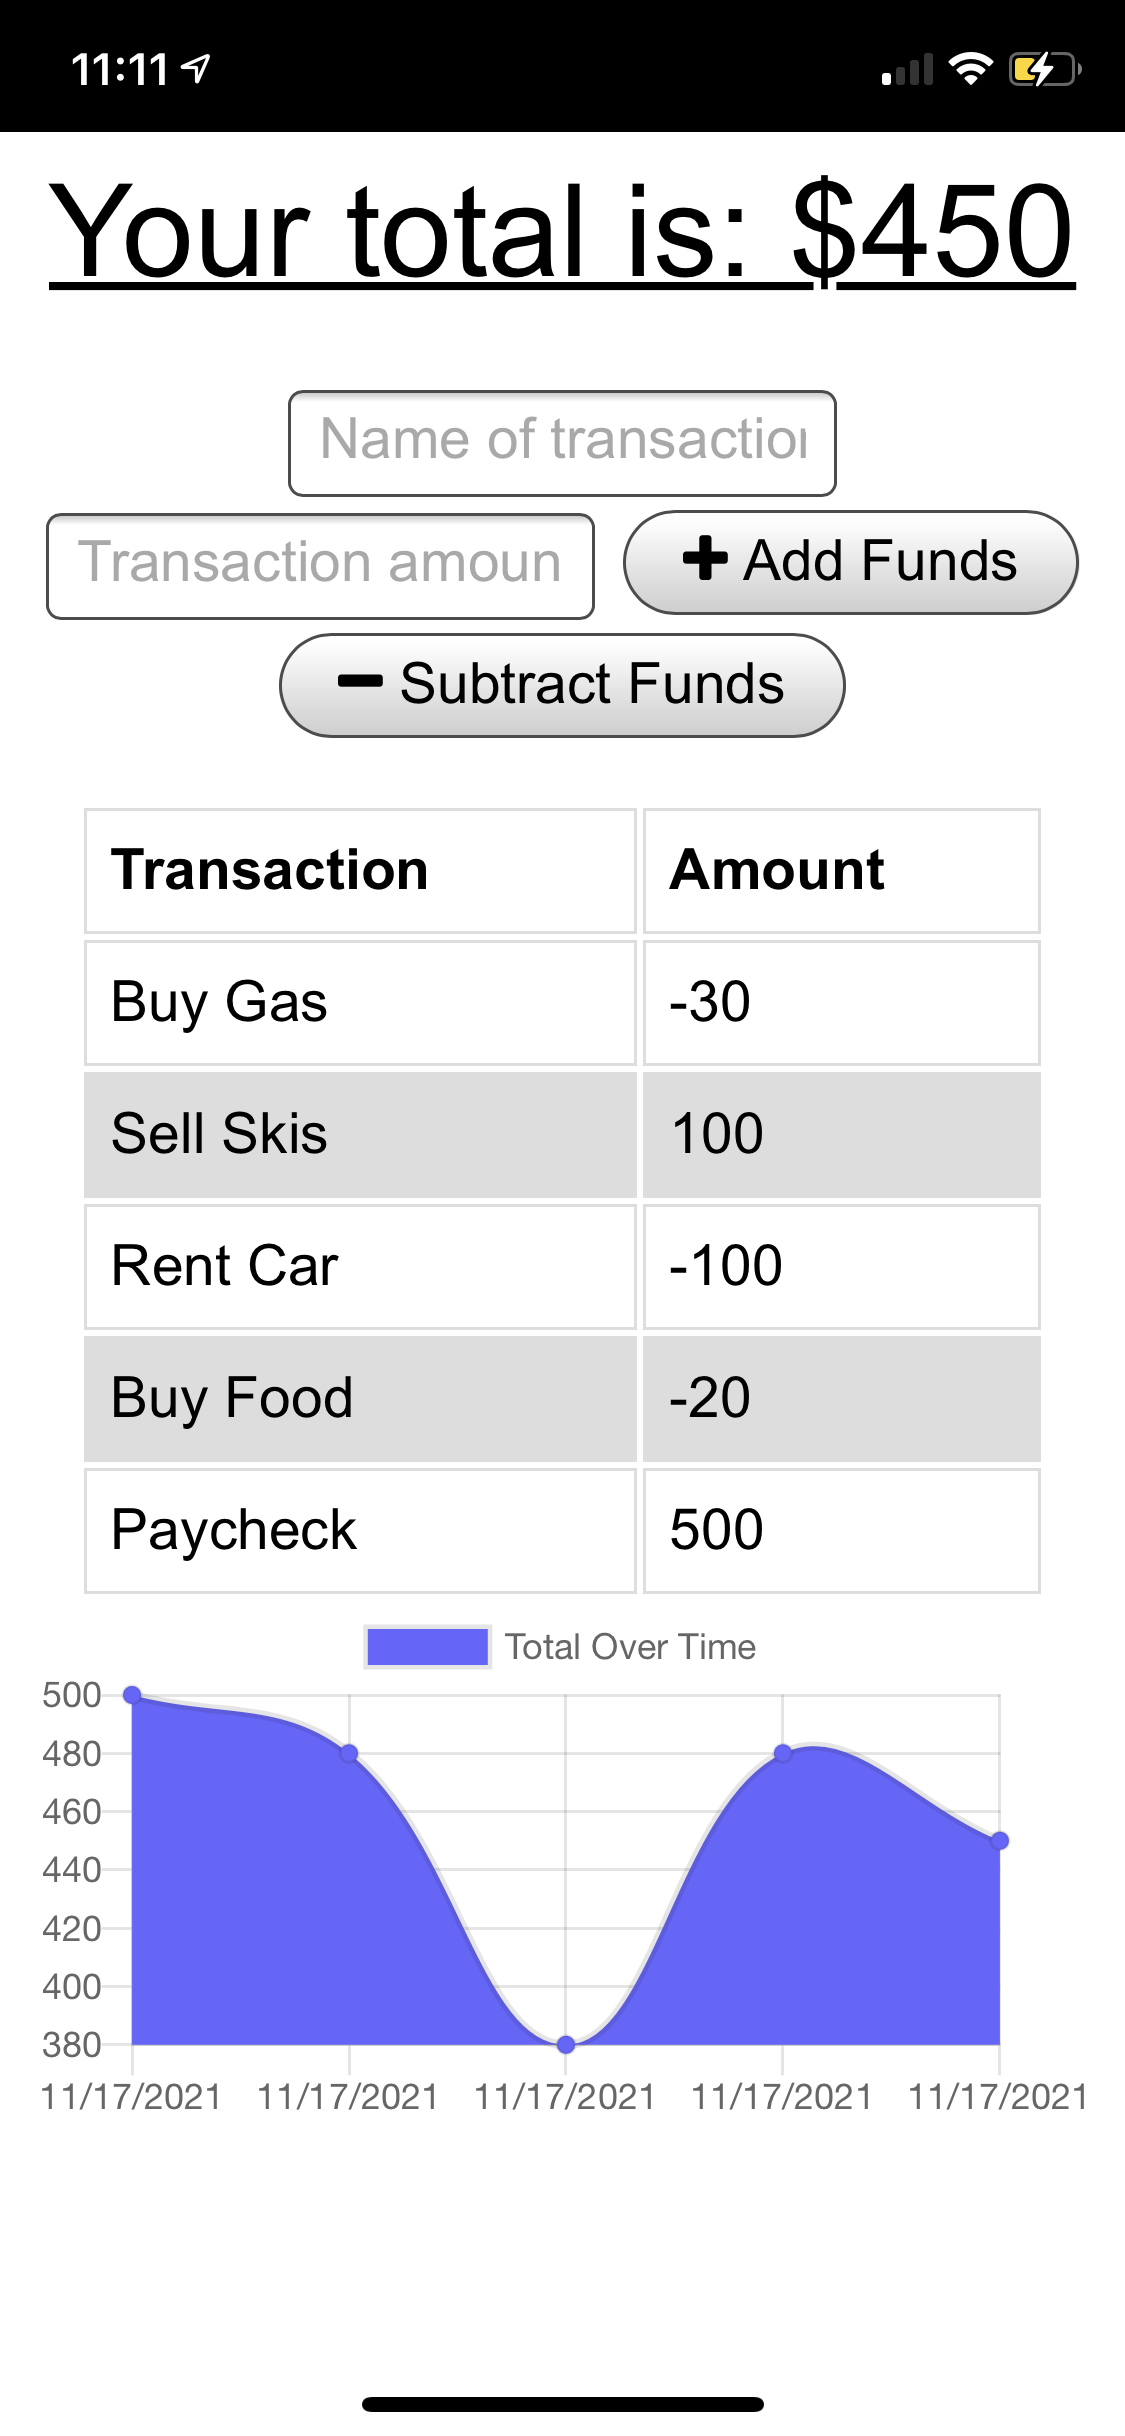 11:11
Your total is: $450
Name of transaction
Transaction amoun
Add Funds
Subtract Funds
Transaction Amount
Buy Gas -30
Sell Skis 100
Rent Car -100
Buy Food -20
Paycheck 500
Total Over Time
500
480
460
440
420
400
380
11/17/2021 11/17/2021 11/17/2021 11/17/2021 11/17/2021